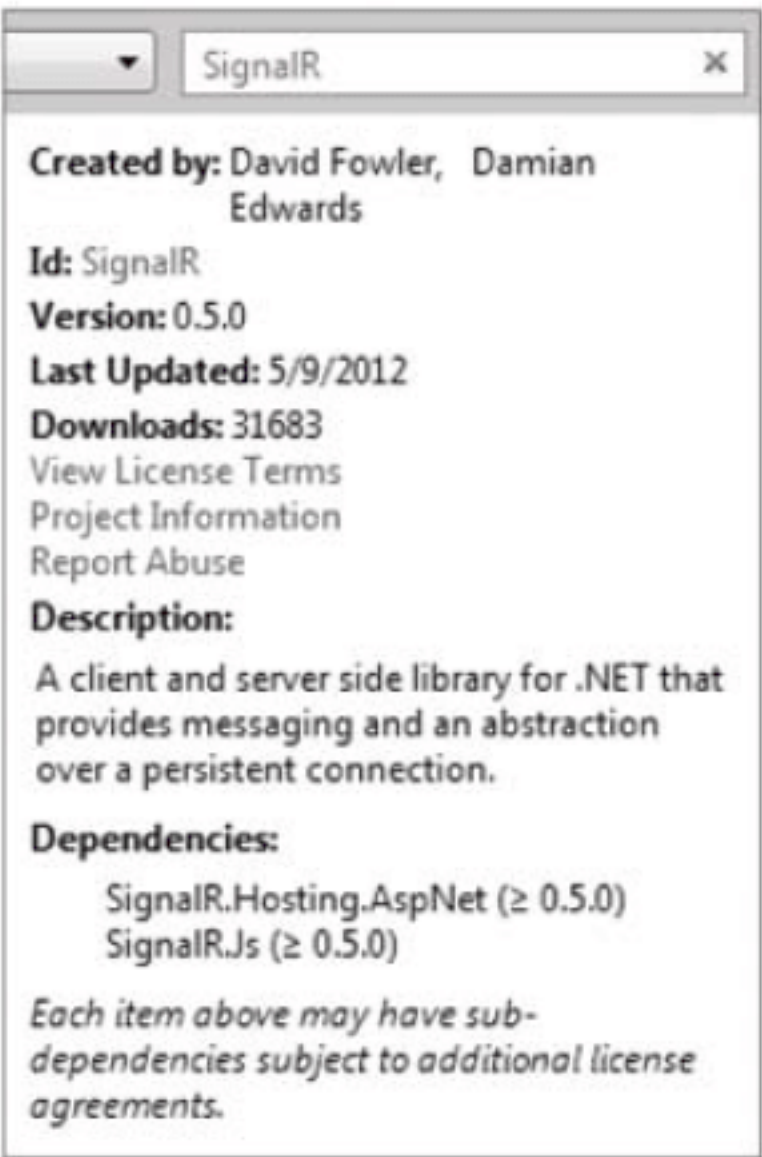 SignalR
Created by: David Fowler, Damian
Edwards
Id: SignalR
Version: 0.5.0
Last Updated: 5/9/2012
Downloads: 31683
View License Terms
Project Information
Report Abuse
Description:
A client and server side library for .NET that
provides messaging and an abstraction
over a persistent connection.
Dependencies:
SignalR.Hosting.AspNet (≥ 0.5.0)
SignalR.Js (≥ 0.5.0)
Each item above may have sub-
dependencies subject to additional license
agreements.